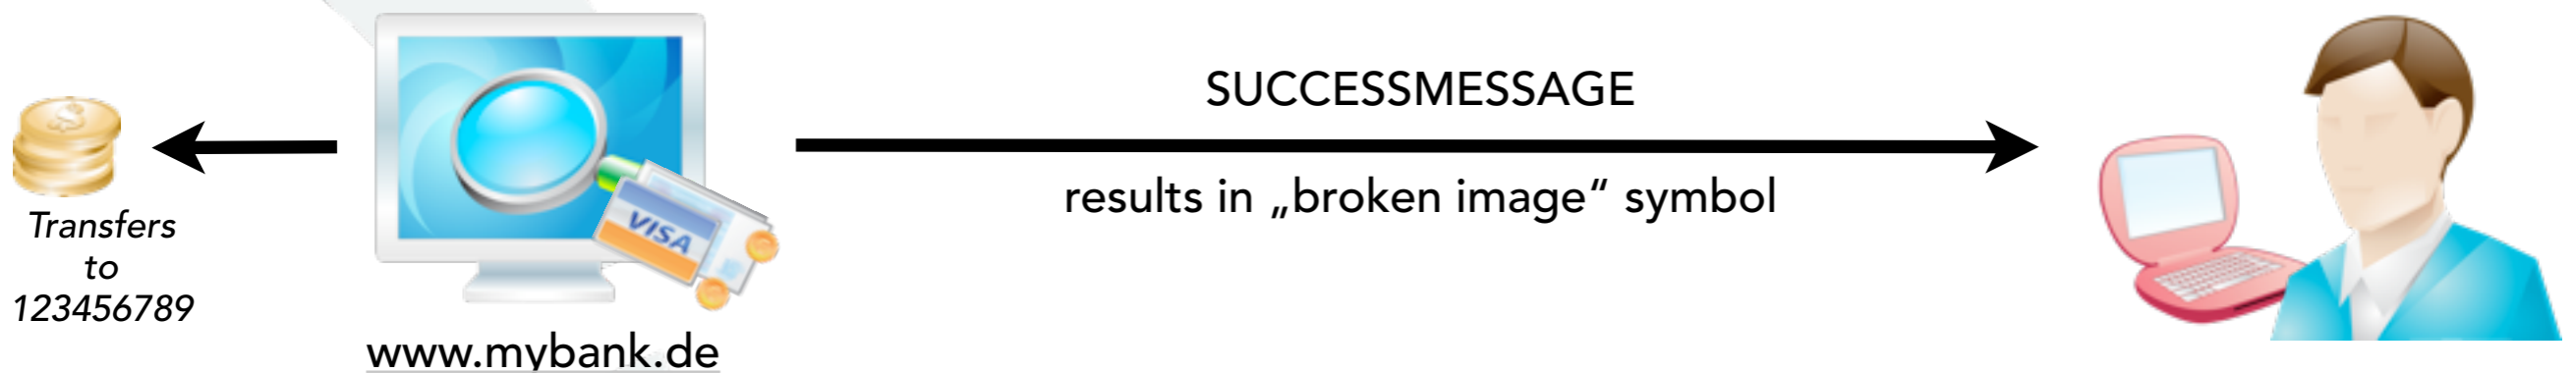 SUCCESSMESSAGE
results in „broken image“ symbol
VISA
Transfers
to
123456789
www.mybank.de